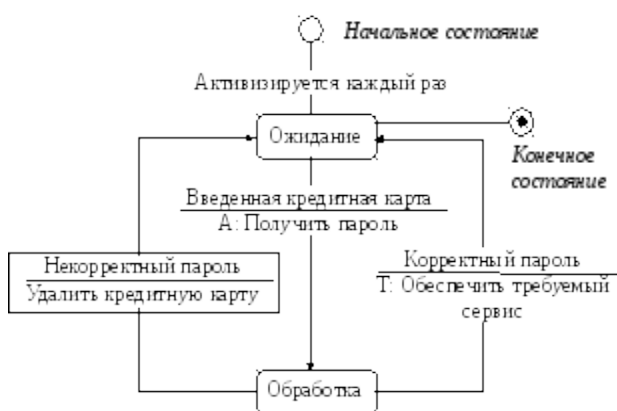 Начальное состояние
Активизируется каждый раз
Ожидание
Конечное
состояние
Введенная кредитная карта
А: Получить пароль
Некорректный пароль
Удалить кредитную карту
Корректный пароль
Т: Обеспечить требуемый
сервис
Обработка